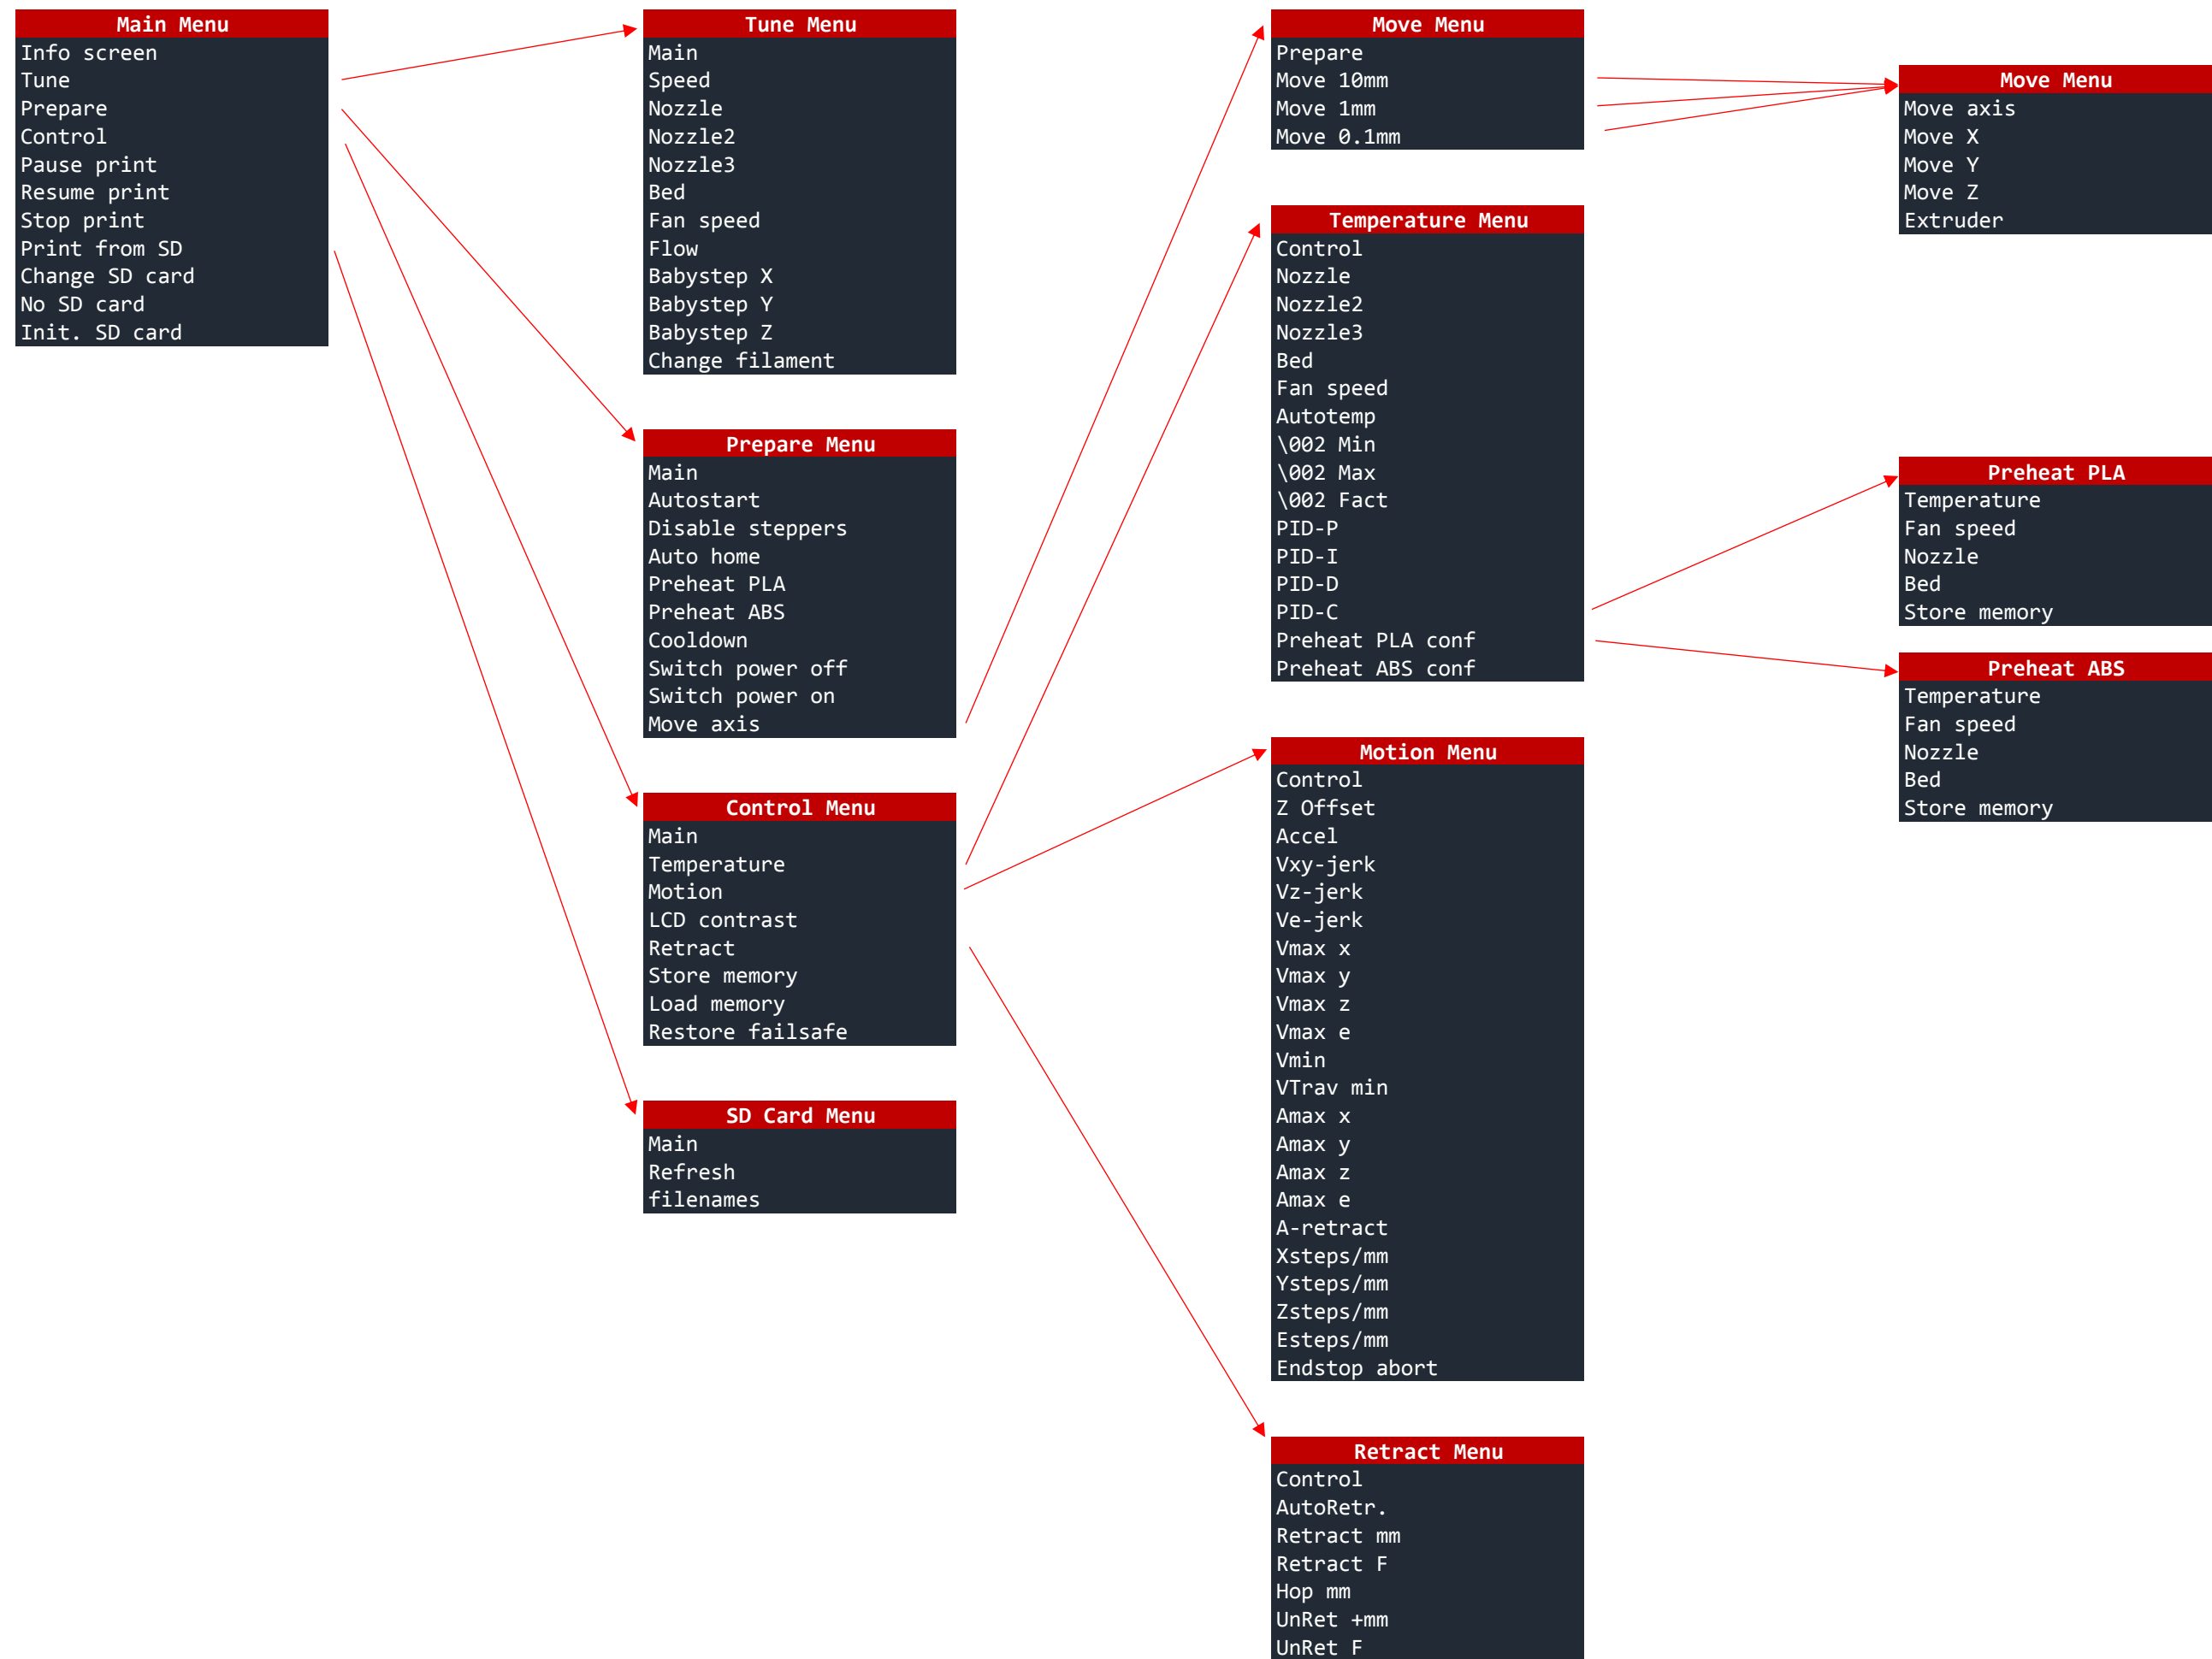 Main Menu
Info screen
Tune
Prepare
Control
Pause print
Resume print
Stop print
Print from SD
Change SD card
No SD card
Init. SD card
Tune Menu
Main
Speed
Nozzle
Nozzle2
Nozzle3
Bed
Fan speed
Flow
Babystep X
Babystep Y
Babystep Z
Change filament
Prepare Menu
Main
Autostart
Disable steppers
Auto home
Preheat PLA
Preheat ABS
Cooldown
Switch power off
Switch power on
Move axis
Control Menu
Main
Temperature
Motion
LCD contrast
Retract
Store memory
Load memory
Restore failsafe
SD Card Menu
Main
Refresh
filenames
Move Menu
Prepare
Move 10mm
Move 1mm
Move 0.1mm
Temperature Menu
Control
Nozzle
Nozzle2
Nozzle3
Bed
Fan speed
Autotemp
\002 Min
\002 Max
\002 Fact
PID-P
PID-I
PID-D
PID-C
Preheat PLA conf
Preheat ABS conf
Motion Menu
Control
Z Offset
Accel
Vxy-jerk
Vz-jerk
Ve-jerk
Vmax x
Vmax y
Vmax z
Vmax e
Vmin
VTrav min
Amax x
Amax y
Amax z
Amax e
A-retract
Xsteps/mm
Ysteps/mm
Zsteps/mm
Esteps/mm
Endstop abort
Retract Menu
Control
AutoRetr.
Retract mm
Retract F
Hop mm
UnRet +mm
UnRet F
Move Menu
Move axis
Move X
Move Y
Move Z
Extruder
Preheat PLA
Temperature
Fan speed
Nozzle
Bed
Store memory
Preheat ABS
Temperature
Fan speed
Nozzle
Bed
Store memory